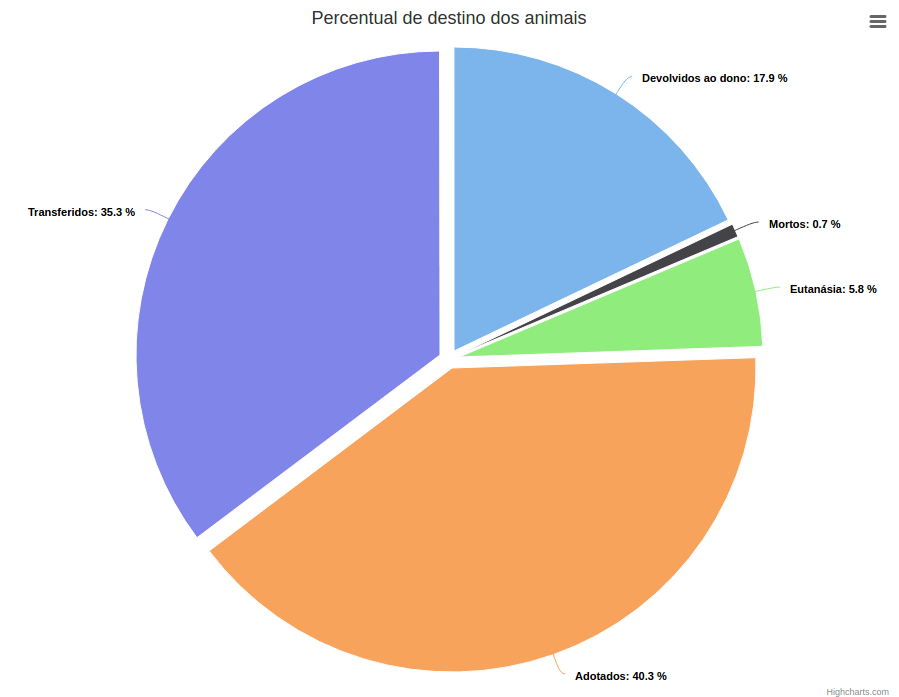 Percentual de destino dos animais
Devolvidos ao dono: 17.9 %
Transferidos: 35.3 %
Mortos: 0.7 %
Eutanásia: 5.8 %
Adotados: 40.3 %
Highcharts.com